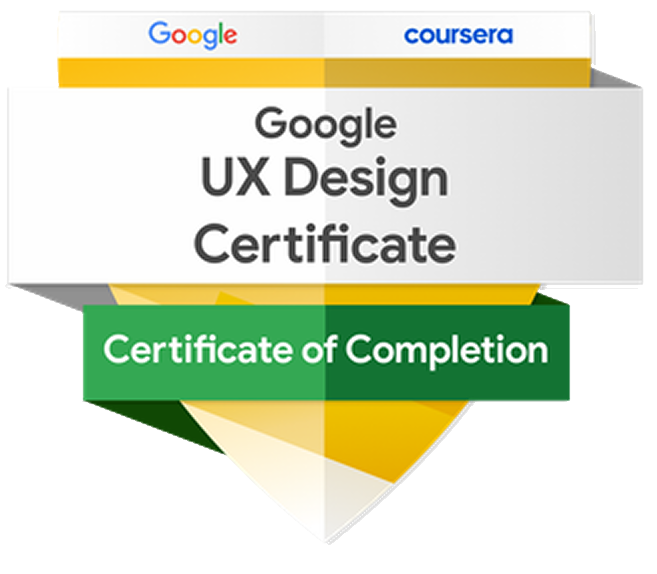 Google coursera
Google
UX Design
Certificate
Certificate of Completion